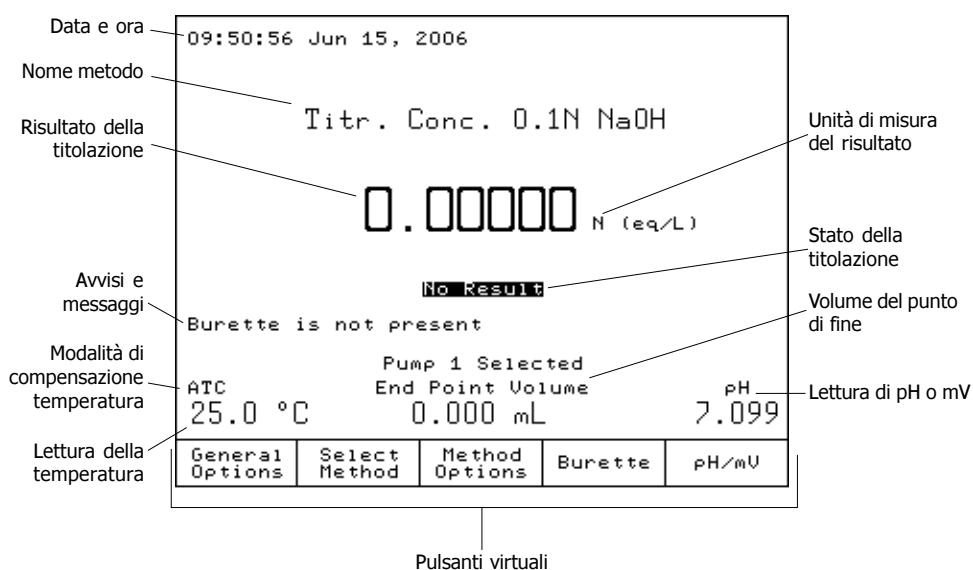 Data e ora
09:50:56 Jun 15, 2006
Nome metodo
Titr. Conc. 0.1N NaOH
Risultato della
titolazione
Unità di misura
del risultato
0.00000 N (eq/L)
Stato della
titolazione
No Result
Avvisi e
messaggi
Burette is not present
Volume del punto
di fine
Pump 1 Selected
Modalità di
compensazione
temperatura
ATC
End Point Volume
pH
25.0 °C
0.000 mL
7.099
Lettura di pH o mV
Lettura della
temperatura
General
Options
Select
Method
Method
Options
Burette
pH/mV
Pulsanti virtuali